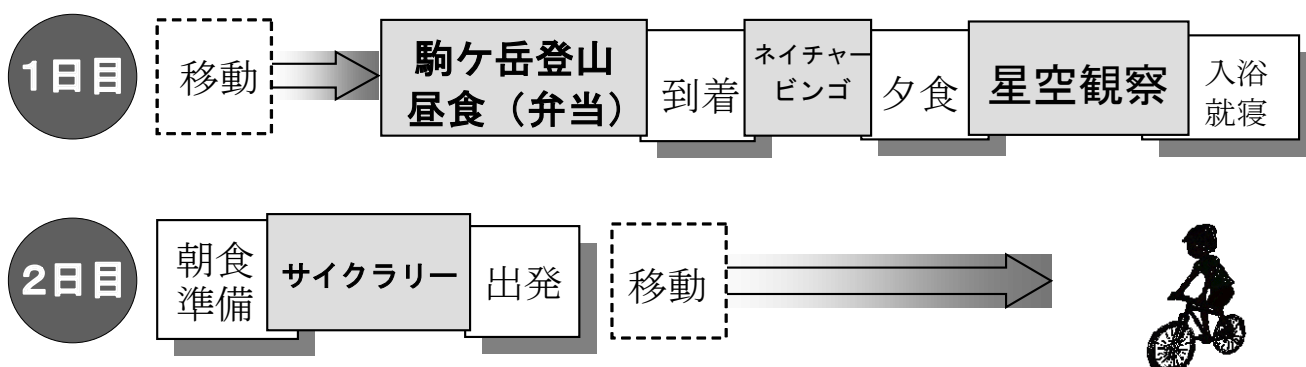 1日目
移動
駒ケ岳登山
昼食（弁当）
到着
ネイチャー
ビンゴ
夕食
星空観察
入浴
就寝
2日目
朝食
準備
サイクラリー
出発
移動